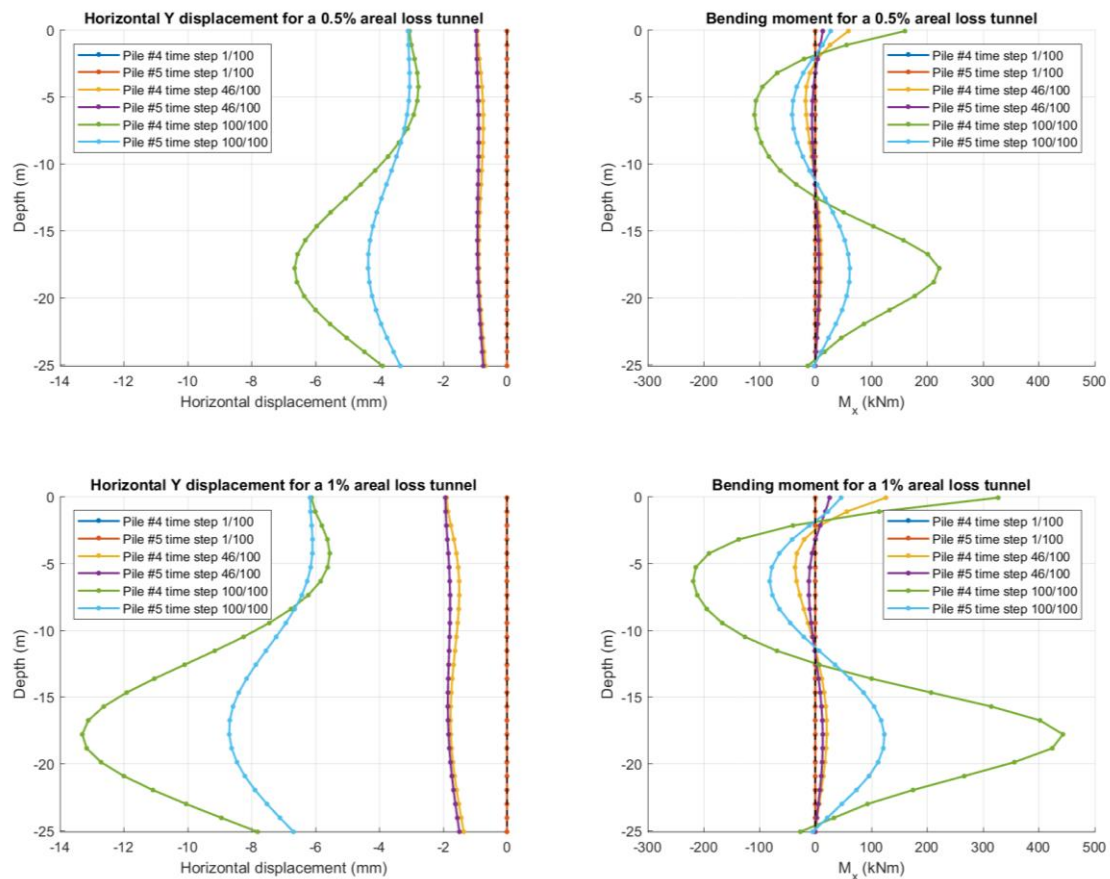 Horizontal Y displacement for a 0.5% areal loss tunnel
0
-5
-10
-15
-20
-25
Depth (m)
Pile #4 time step 1/100
Pile #5 time step 1/100
Pile #4 time step 46/100
Pile #5 time step 46/100
Pile #4 time step 100/100
Pile #5 time step 100/100
-14 -12 -10 -8 -6 -4 -2 0
Horizontal displacement (mm)
Bending moment for a 0.5% areal loss tunnel
0
-5
-10
-15
-20
-25
Depth (m)
Pile #4 time step 1/100
Pile #5 time step 1/100
Pile #4 time step 46/100
Pile #5 time step 46/100
Pile #4 time step 100/100
Pile #5 time step 100/100
-300 -200 -100 0 100 200 300 400 500
M_x (kNm)
Horizontal Y displacement for a 1% areal loss tunnel
0
-5
-10
-15
-20
-25
Depth (m)
Pile #4 time step 1/100
Pile #5 time step 1/100
Pile #4 time step 46/100
Pile #5 time step 46/100
Pile #4 time step 100/100
Pile #5 time step 100/100
-14 -12 -10 -8 -6 -4 -2 0
Horizontal displacement (mm)
Bending moment for a 1% areal loss tunnel
0
-5
-10
-15
-20
-25
Depth (m)
Pile #4 time step 1/100
Pile #5 time step 1/100
Pile #4 time step 46/100
Pile #5 time step 46/100
Pile #4 time step 100/100
Pile #5 time step 100/100
-300 -200 -100 0 100 200 300 400 500
M_x (kNm)